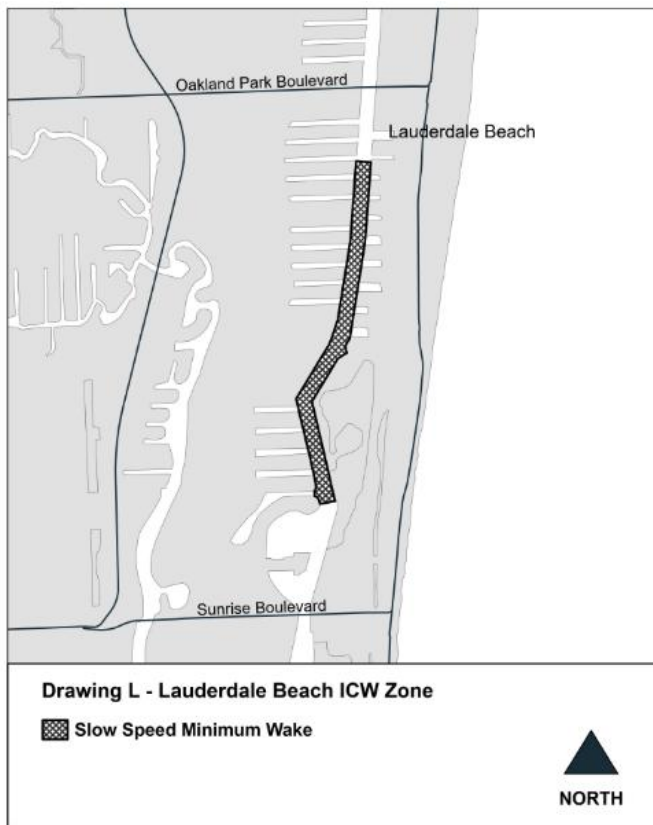 Oakland Park Boulevard
Lauderdale Beach
Sunrise Boulevard
Drawing L - Lauderdale Beach ICW Zone
Slow Speed Minimum Wake
NORTH